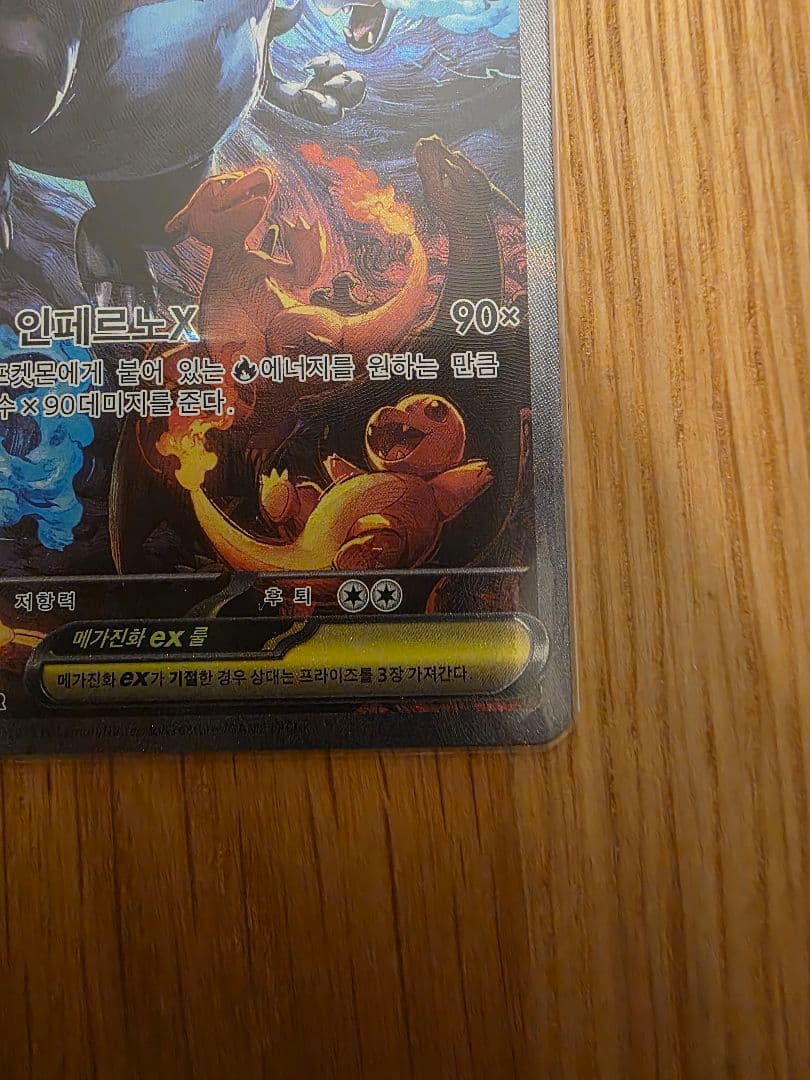 인페르노X 90×
포켓몬에게 붙어 있는 에너지를 원하는 만큼
수×90데미지를 준다.
저항력 후퇴
메가진화 ex 룰
메가진화 ex가 기절한 경우 상대는 프라이즈를 3장 가져간다.